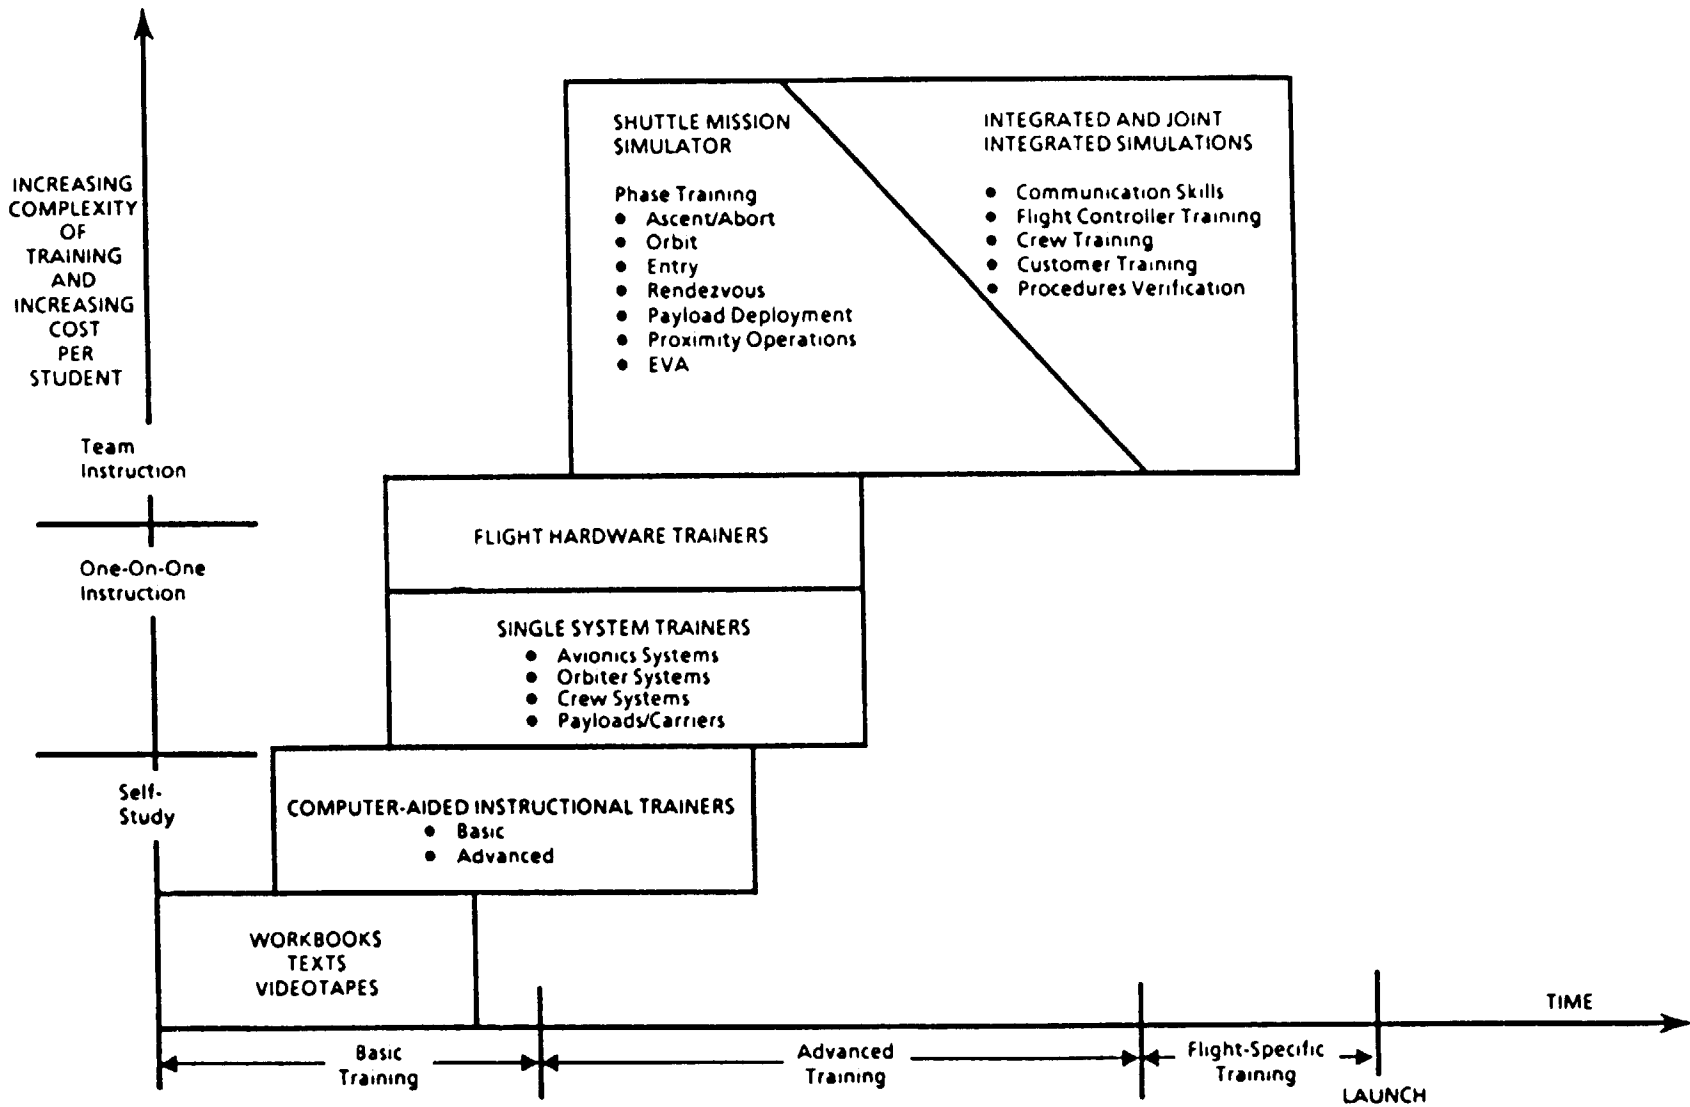 INCREASING
COMPLEXITY
OF
TRAINING
AND
INCREASING
COST
PER
STUDENT
Team
Instruction
One-On-One
Instruction
Self-
Study
SHUTTLE MISSION
SIMULATOR
Phase Training
● Ascent/Abort
● Orbit
● Entry
● Rendezvous
● Payload Deployment
● Proximity Operations
● EVA
INTEGRATED AND JOINT
INTEGRATED SIMULATIONS
● Communication Skills
● Flight Controller Training
● Crew Training
● Customer Training
● Procedures Verification
FLIGHT HARDWARE TRAINERS
SINGLE SYSTEM TRAINERS
● Avionics Systems
● Orbiter Systems
● Crew Systems
● Payloads/Carriers
COMPUTER-AIDED INSTRUCTIONAL TRAINERS
● Basic
● Advanced
WORKBOOKS
TEXTS
VIDEOTAPES
TIME
Basic
Training
Advanced
Training
Flight-Specific
Training
LAUNCH